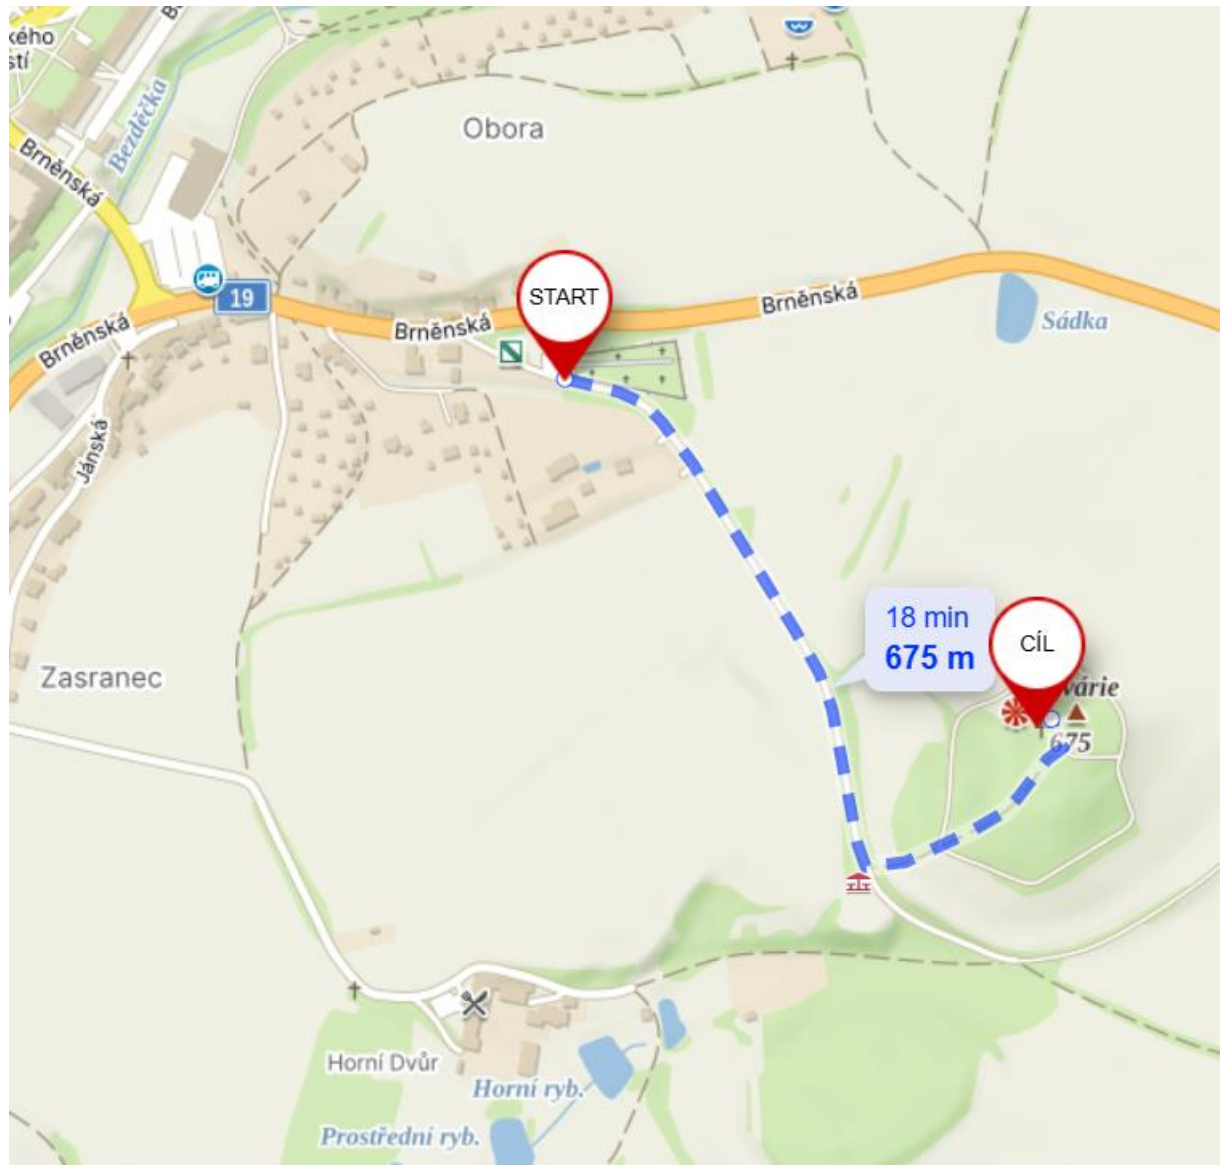 kého
stí
Bezděčka
Brněnská
Obora
19
START
Brněnská
Brněnská
Brněnská
Sádka
Jánská
18 min
675 m
CÍL
várie
675
Zasranec
Horní Dvůr
Horní ryb.
Prostřední ryb.